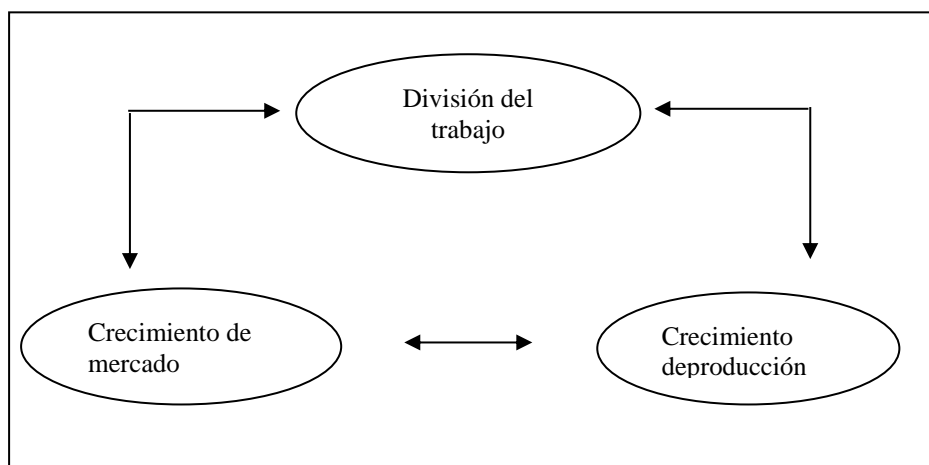 División del
trabajo
Crecimiento de
mercado
Crecimiento
deproducción